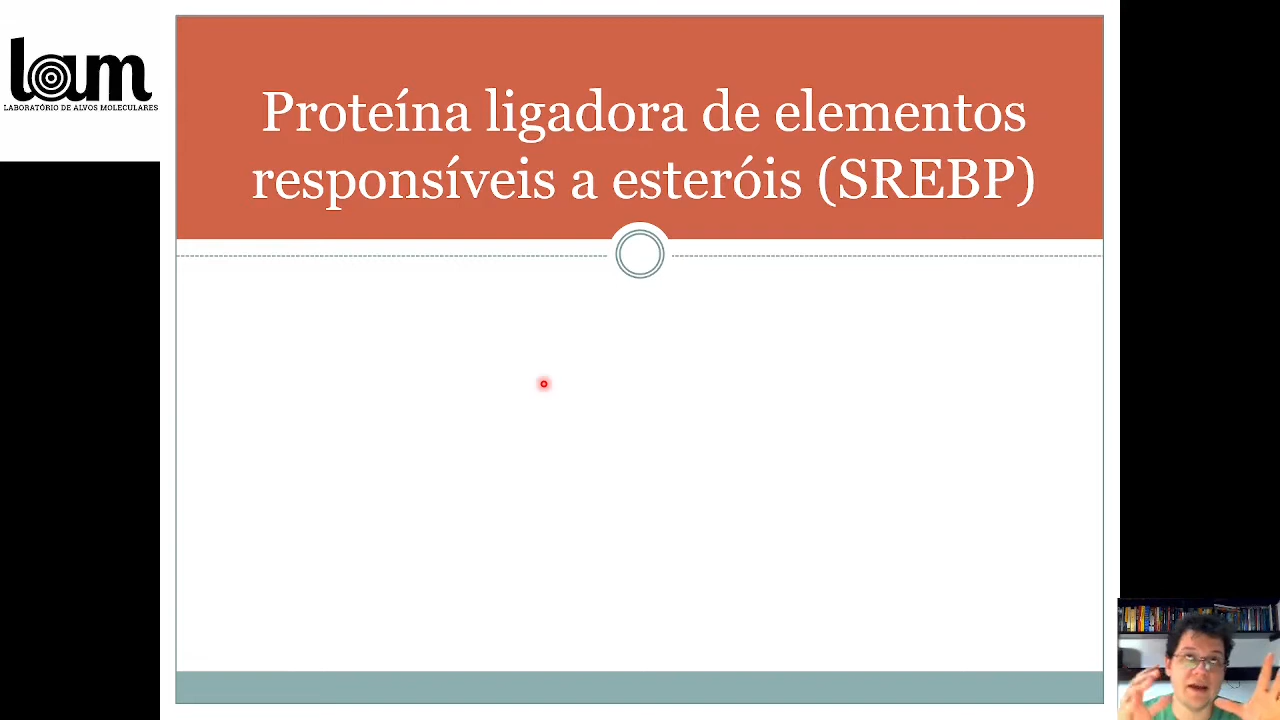 lam
LABORATÓRIO DE ALVOS MOLECULARES
Proteína ligadora de elementos
responsíveis a esteróis (SREBP)